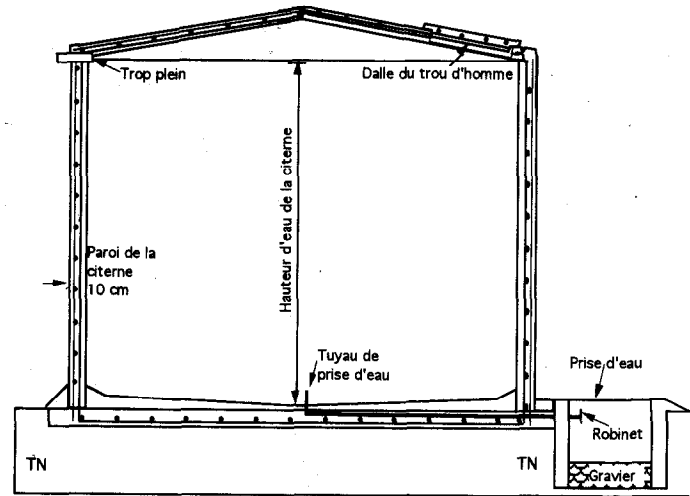 Trop plein
Dalle du trou d'homme
Hauteur d'eau de la citerne
Paroi de la
citerne
10 cm
Tuyau de
prise d'eau
Prise d'eau
Robinet
TN
TN
Gravier